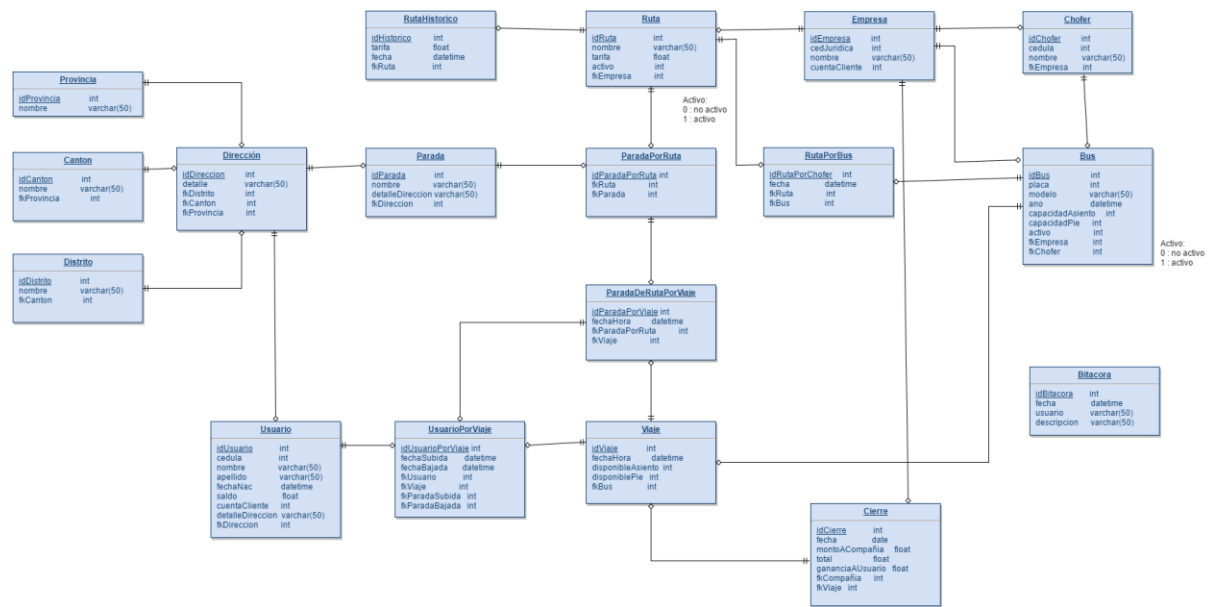 RutaHistorico
idHistorico int
tarifa float
fecha datetime
fkRuta int
Ruta
idRuta int
nombre varchar(50)
tarifa float
activo int
fkEmpresa int
Activo:
0 : no activo
1 : activo
Empresa
idEmpresa int
cedJuridica int
nombre varchar(50)
cuentaCliente int
Chofer
idChofer int
cedula int
nombre varchar(50)
fkEmpresa int
Provincia
idProvincia int
nombre varchar(50)
Canton
idCanton int
nombre varchar(50)
fkProvincia int
Dirección
idDireccion int
detalle varchar(50)
fkDistrito int
fkCanton int
fkProvincia int
Parada
idParada int
nombre varchar(50)
detalleDireccion varchar(50)
fkDireccion int
ParadaPorRuta
idParadaPorRuta int
fkRuta int
fkParada int
RutaPorBus
idRutaPorChofer int
fecha datetime
fkRuta int
fkBus int
Bus
idBus int
placa int
modelo varchar(50)
ano datetime
capacidadAsiento int
capacidadPie int
activo int
fkEmpresa int
fkChofer int
Activo:
0 : no activo
1 : activo
Distrito
idDistrito int
nombre varchar(50)
fkCanton int
ParadaDeRutaPorViaje
idParadaPorViaje int
fechaHora datetime
fkParadaPorRuta int
fkViaje int
Bitacora
idBitacora int
fecha datetime
usuario varchar(50)
descripcion varchar(50)
Usuario
idUsuario int
cedula int
nombre varchar(50)
apellido varchar(50)
fechaNac datetime
saldo float
cuentaCliente int
detalleDireccion varchar(50)
fkDireccion int
UsuarioPorViaje
idUsuarioPorViaje int
fechaSubida datetime
fechaBajada datetime
fkUsuario int
fkViaje int
fkParadaSubida int
fkParadaBajada int
Viaje
idViaje int
fechaHora datetime
disponibleAsiento int
disponiblePie int
fkBus int
Cierre
idCierre int
fecha date
montoACompañia float
total float
gananciaAUsuario float
fkCompañia int
fkViaje int